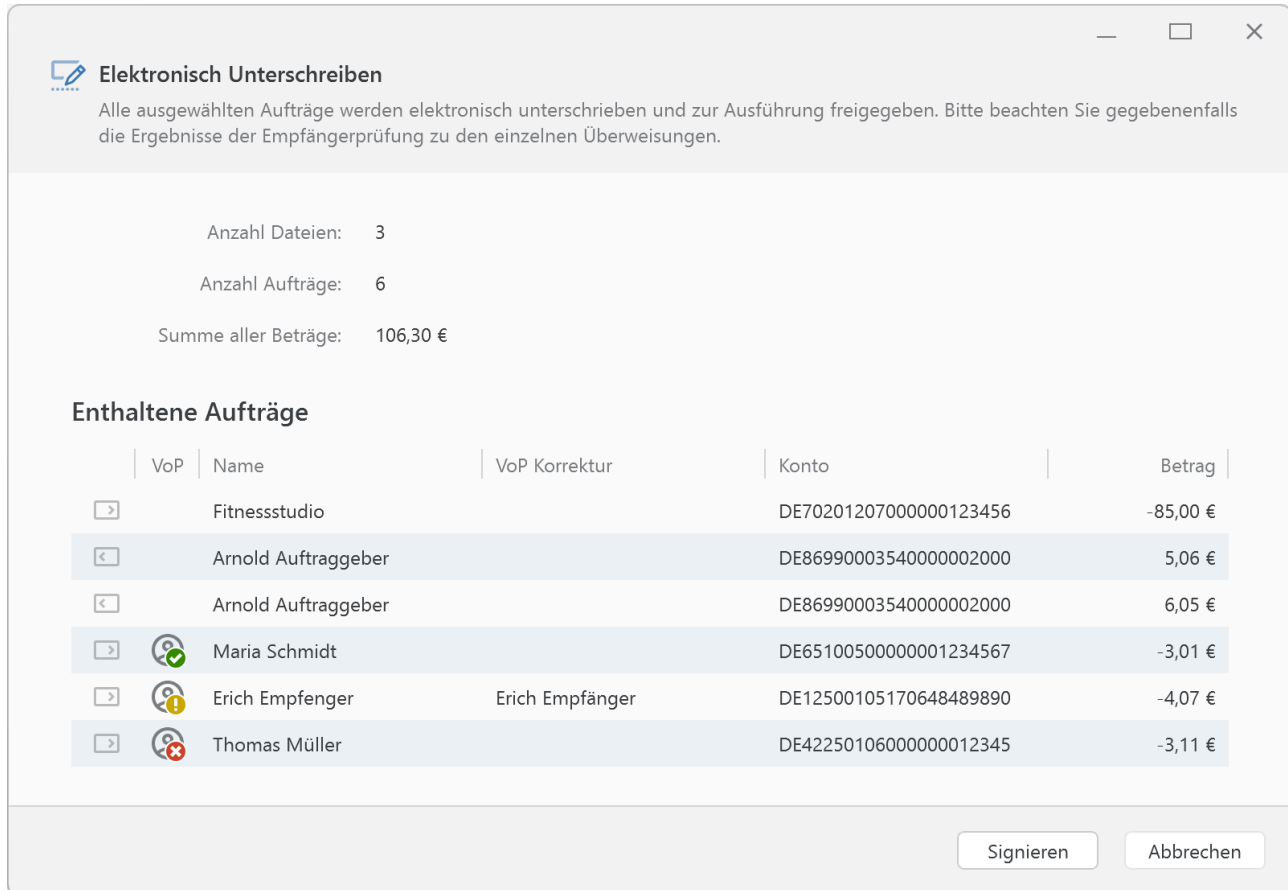 Elektronisch Unterschreiben
Alle ausgewählten Aufträge werden elektronisch unterschrieben und zur Ausführung freigegeben. Bitte beachten Sie gegebenenfalls
die Ergebnisse der Empfängerprüfung zu den einzelnen Überweisungen.
Anzahl Dateien: 3
Anzahl Aufträge: 6
Summe aller Beträge: 106,30 €
Enthaltene Aufträge
VoP Name VoP Korrektur Konto Betrag
Fitnessstudio DE70201207000000123456 -85,00 €
Arnold Auftraggeber DE86990003540000002000 5,06 €
Arnold Auftraggeber DE86990003540000002000 6,05 €
Maria Schmidt DE65100500000001234567 -3,01 €
Erich Empfenger Erich Empfänger DE12500105170648489890 -4,07 €
Thomas Müller DE42250106000000012345 -3,11 €
Signieren Abbrechen